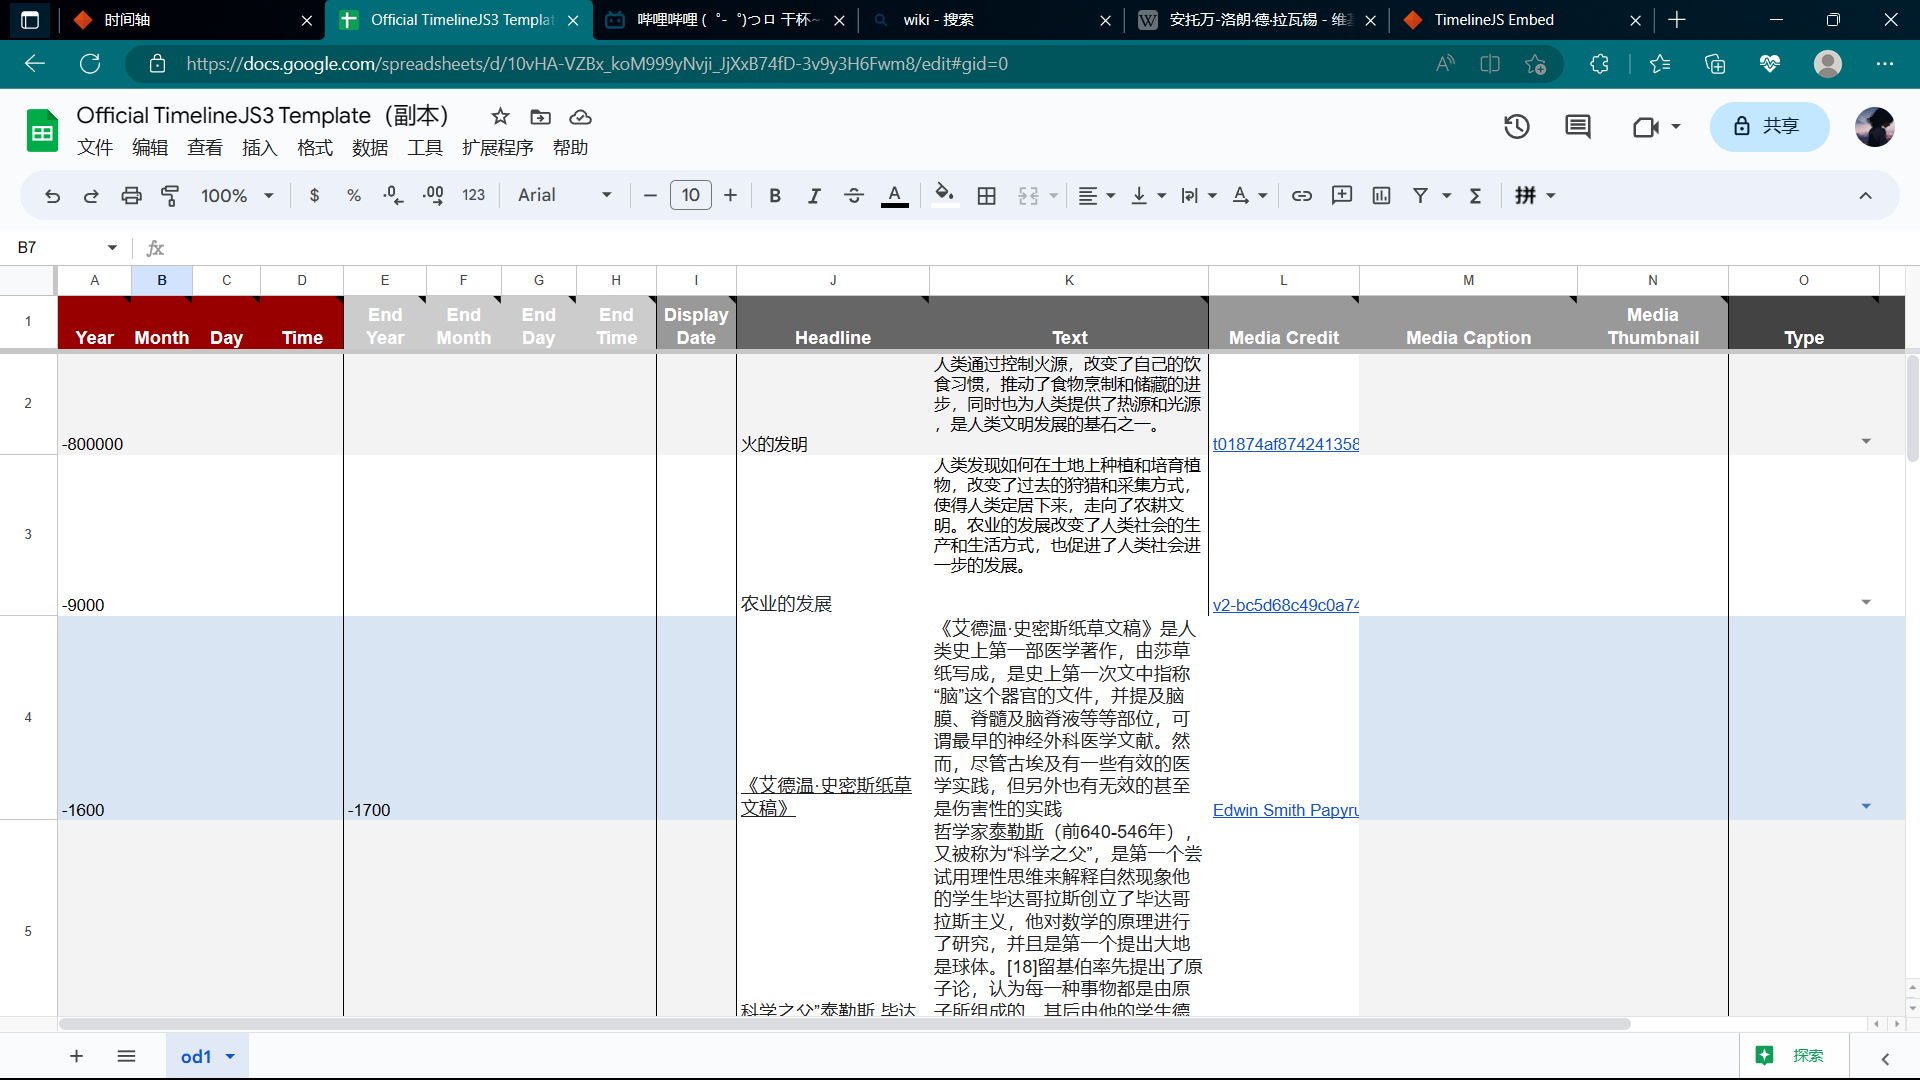 时间轴
Official TimelineJS3 Templat
哔哩哔哩 (゜-゜)つロ 干杯~
wiki - 搜索
安托万-洛朗·德·拉瓦锡 - 维基
TimelineJS Embed
https://docs.google.com/spreadsheets/d/10vHA-VZBx_koM999yNvji_JjXxB74fD-3v9y3H6Fwm8/edit#gid=0
Official TimelineJS3 Template（副本）
文件 编辑 查看 插入 格式 数据 工具 扩展程序 帮助
共享
100% $ % .0 .00 123 Arial 10 B I A 拼
B7 fx
A B C D E F G H I J K L M N O
1 Year Month Day Time End Year End Month End Day End Time Display Date Headline Text Media Credit Media Caption Media Thumbnail Type
人类通过控制火源，改变了自己的饮
食习惯，推动了食物烹制和储藏的进
步，同时也为人类提供了热源和光源
，是人类文明发展的基石之一。
2 -800000 火的发明 t01874af874241358
人类发现如何在土地上种植和培育植
物，改变了过去的狩猎和采集方式，
使得人类定居下来，走向了农耕文
明。农业的发展改变了人类社会的生
产和生活方式，也促进了人类社会进
一步的发展。
3 -9000 农业的发展 v2-bc5d68c49c0a74
《艾德温·史密斯纸草文稿》是人
类史上第一部医学著作，由莎草
纸写成，是史上第一次文中指称
“脑”这个器官的文件，并提及脑
膜、脊髓及脑脊液等等部位，可
谓最早的神经外科医学文献。然
而，尽管古埃及有一些有效的医
学实践，但另外也有无效的甚至
是伤害性的实践
4 -1600 -1700 《艾德温·史密斯纸草
文稿》 Edwin Smith Papyru
哲学家泰勒斯（前640-546年），
又被称为“科学之父”，是第一个尝
试用理性思维来解释自然现象他
的学生毕达哥拉斯创立了毕达哥
拉斯主义，他对数学的原理进行
了研究，并且是第一个提出大地
是球体。[18]留基伯率先提出了原
子论，认为每一种事物都是由原
子所组成的，其后由他的学生德
5 科学之父”泰勒斯 毕达
od1
探索